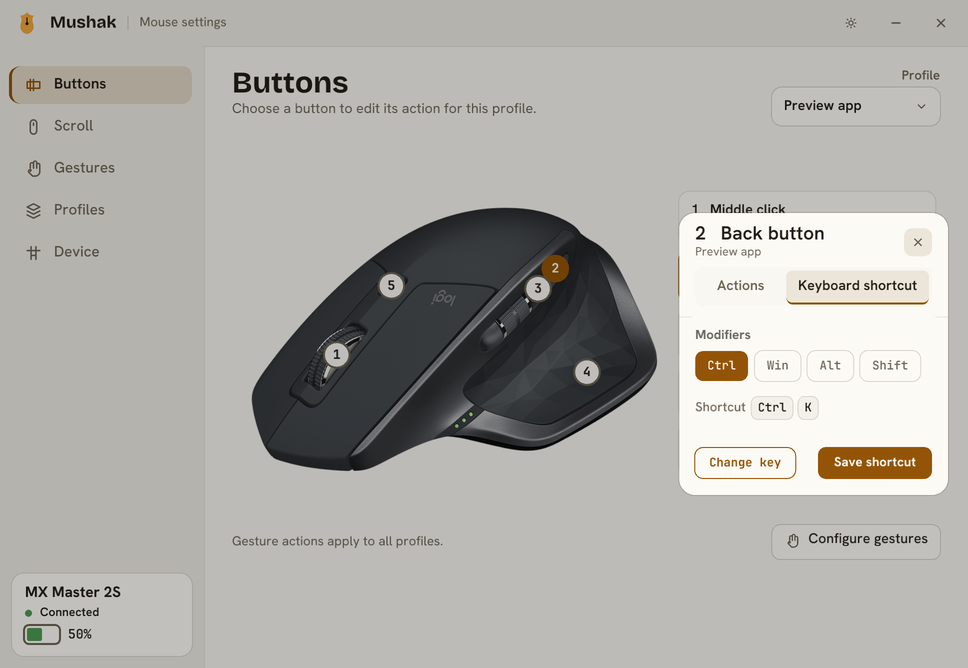 Mushak
Mouse settings
Buttons
Scroll
Gestures
Profiles
Device
MX Master 2S
Connected
50%
Buttons
Choose a button to edit its action for this profile.
Profile
Preview app
logi
1
2
3
4
5
1 Middle click
2 Back button
Preview app
Actions
Keyboard shortcut
Modifiers
Ctrl Win Alt Shift
Shortcut Ctrl K
Change key
Save shortcut
Gesture actions apply to all profiles.
Configure gestures